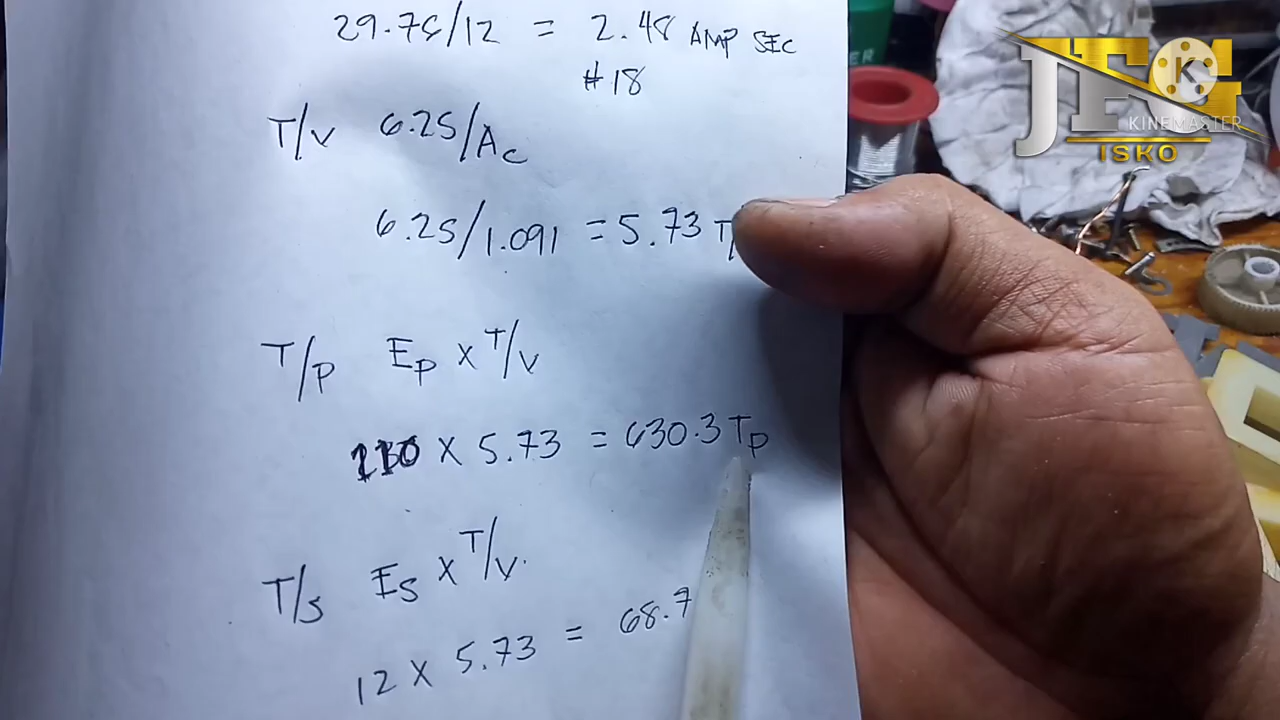 29.76/12 = 2.48 AMP SEC
#18
T/V 6.25/Ac
6.25/1.091 = 5.73 T/
T/P Ep x T/V
110 x 5.73 = 630.3 Tp
T/S Es x T/V.
12 x 5.73 = 68.7
JFG
KINEMASTER
ISKO